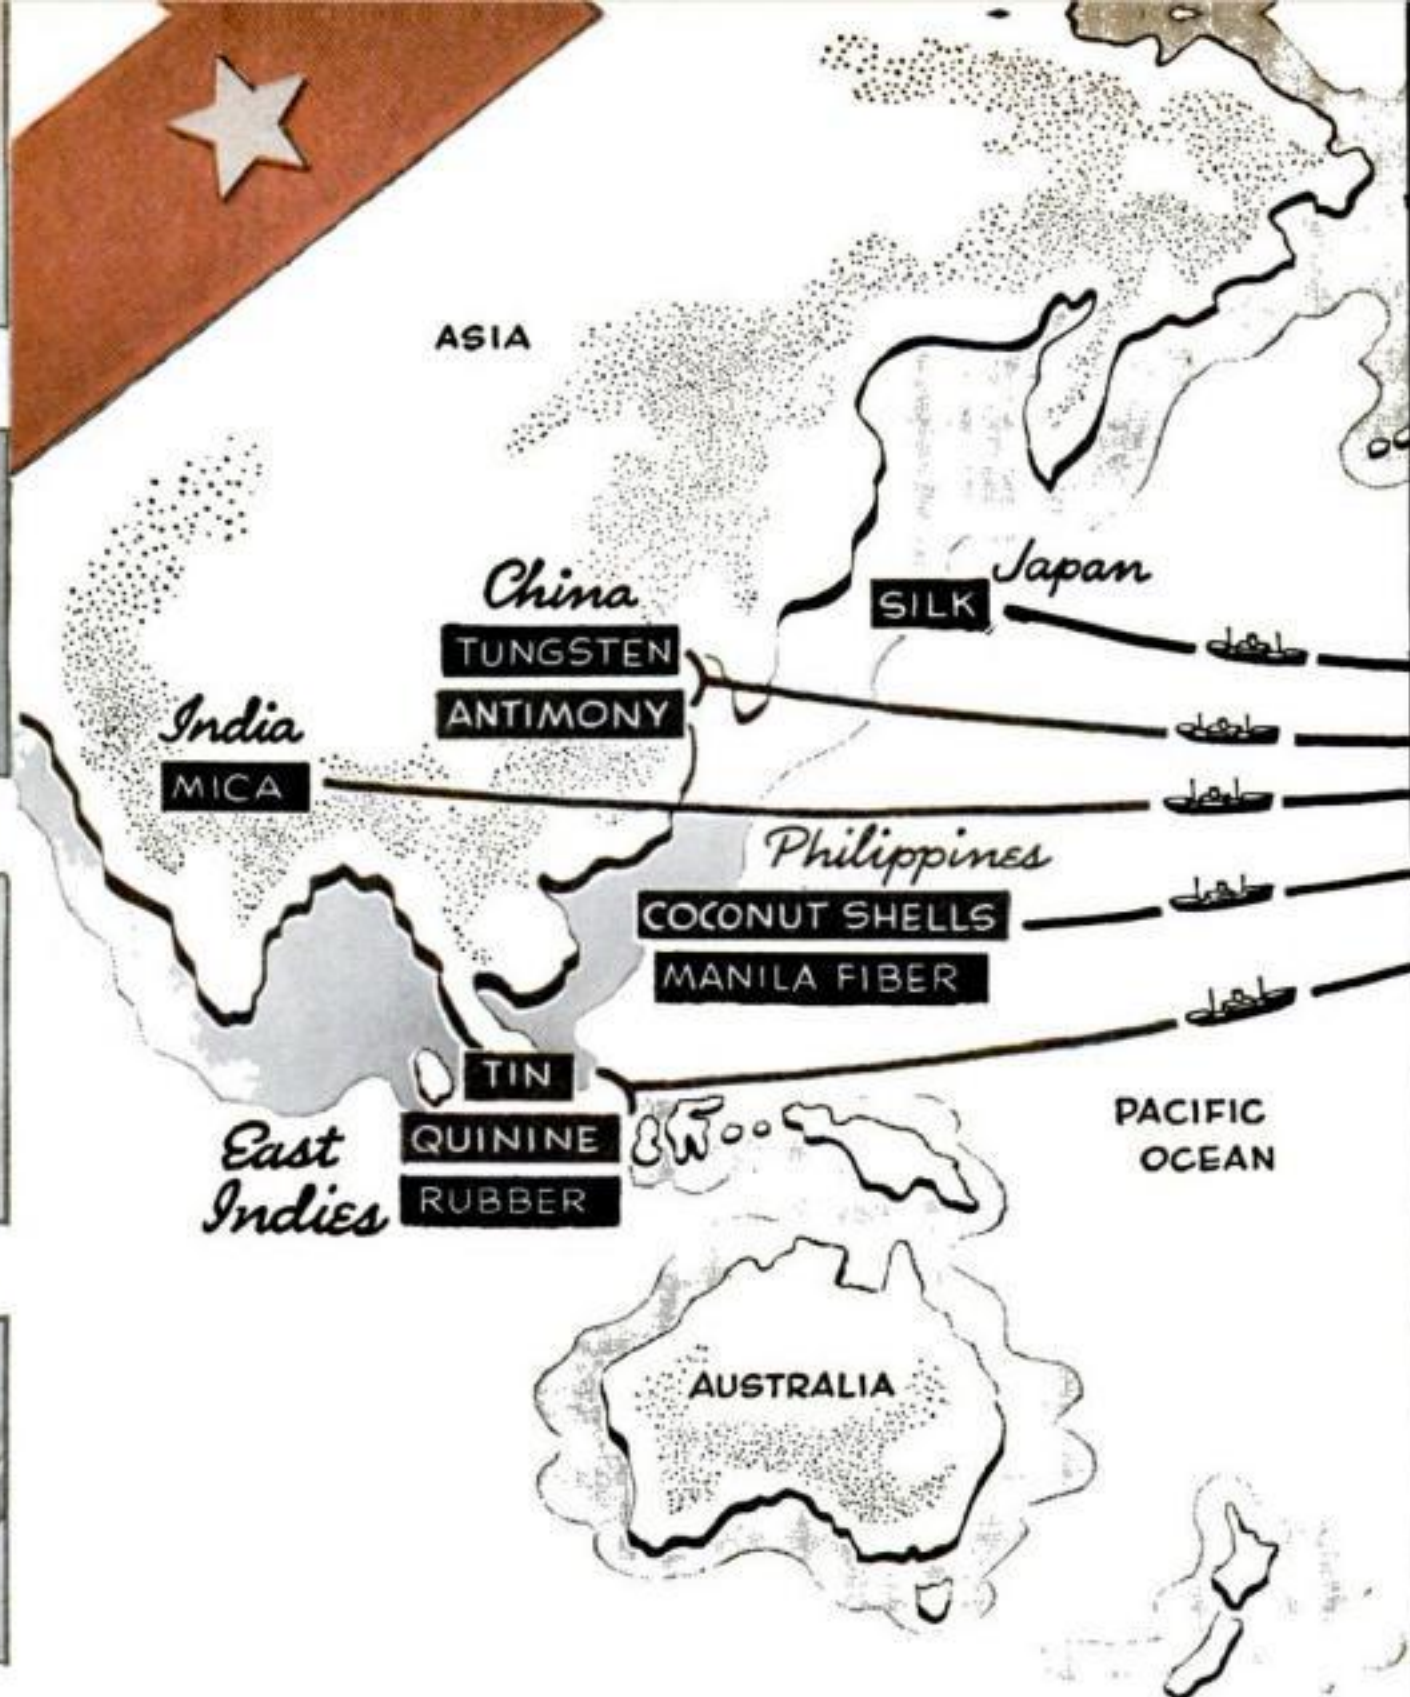 ASIA
Japan
SILK
China
TUNGSTEN
ANTIMONY
India
MICA
Philippines
COCONUT SHELLS
MANILA FIBER
TIN
QUININE
RUBBER
East
Indies
PACIFIC
OCEAN
AUSTRALIA